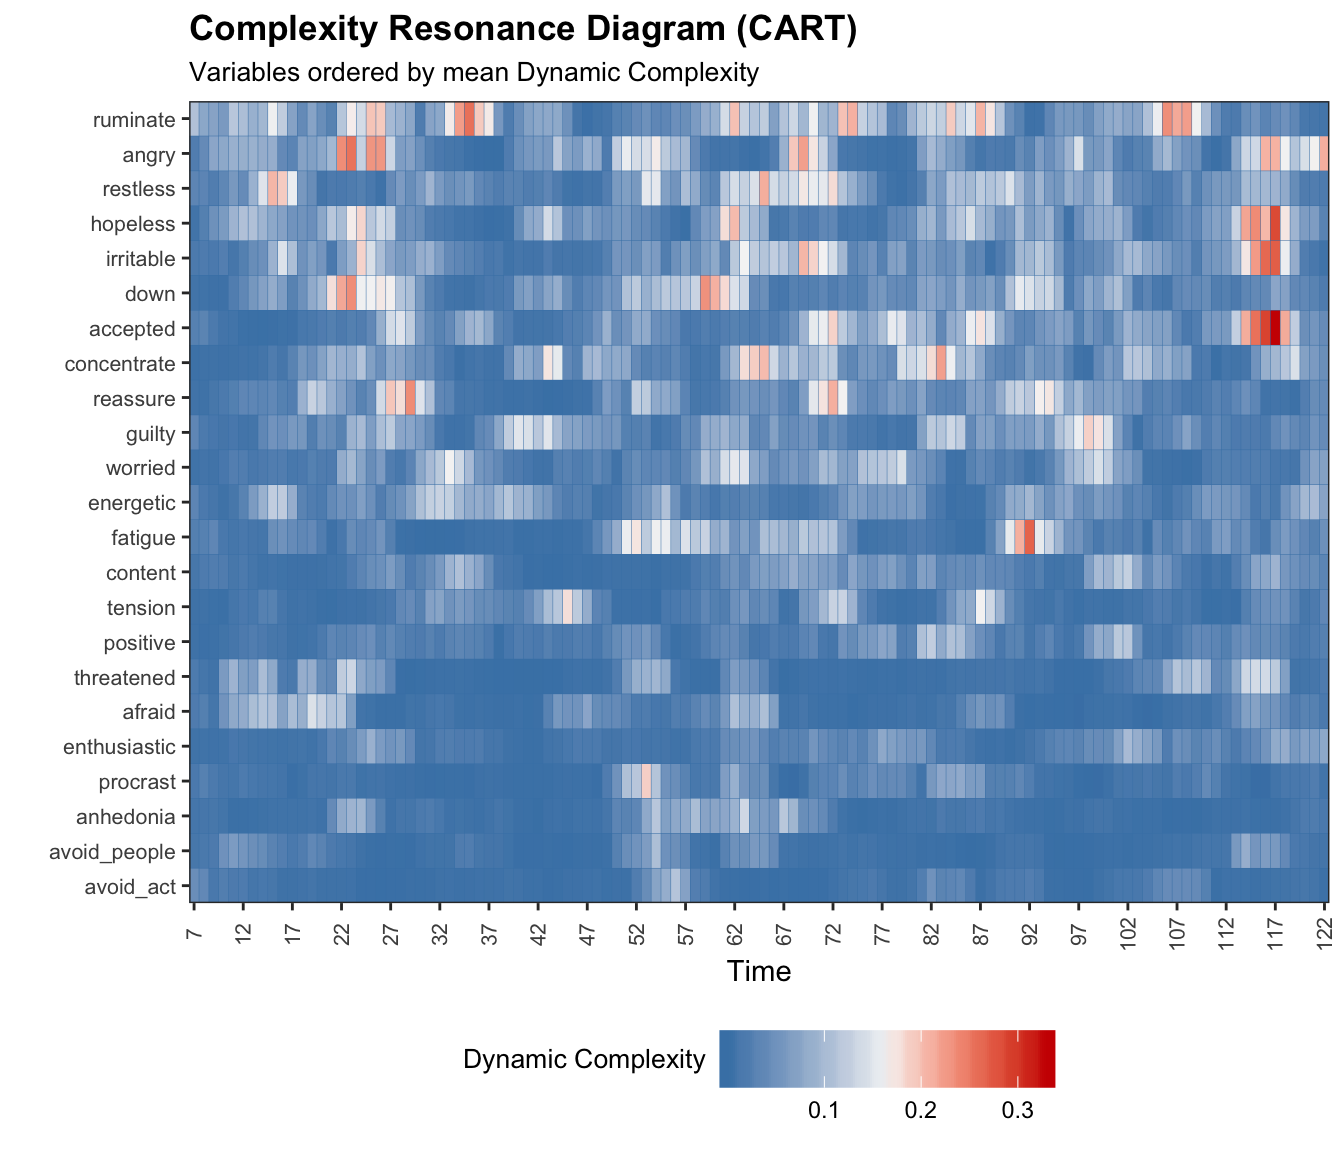 Complexity Resonance Diagram (CART)
Variables ordered by mean Dynamic Complexity
ruminate
angry
restless
hopeless
irritable
down
accepted
concentrate
reassure
guilty
worried
energetic
fatigue
content
tension
positive
threatened
afraid
enthusiastic
procrast
anhedonia
avoid_people
avoid_act
7 12 17 22 27 32 37 42 47 52 57 62 67 72 77 82 87 92 97 102 107 112 117 122
Time
Dynamic Complexity
0.1 0.2 0.3